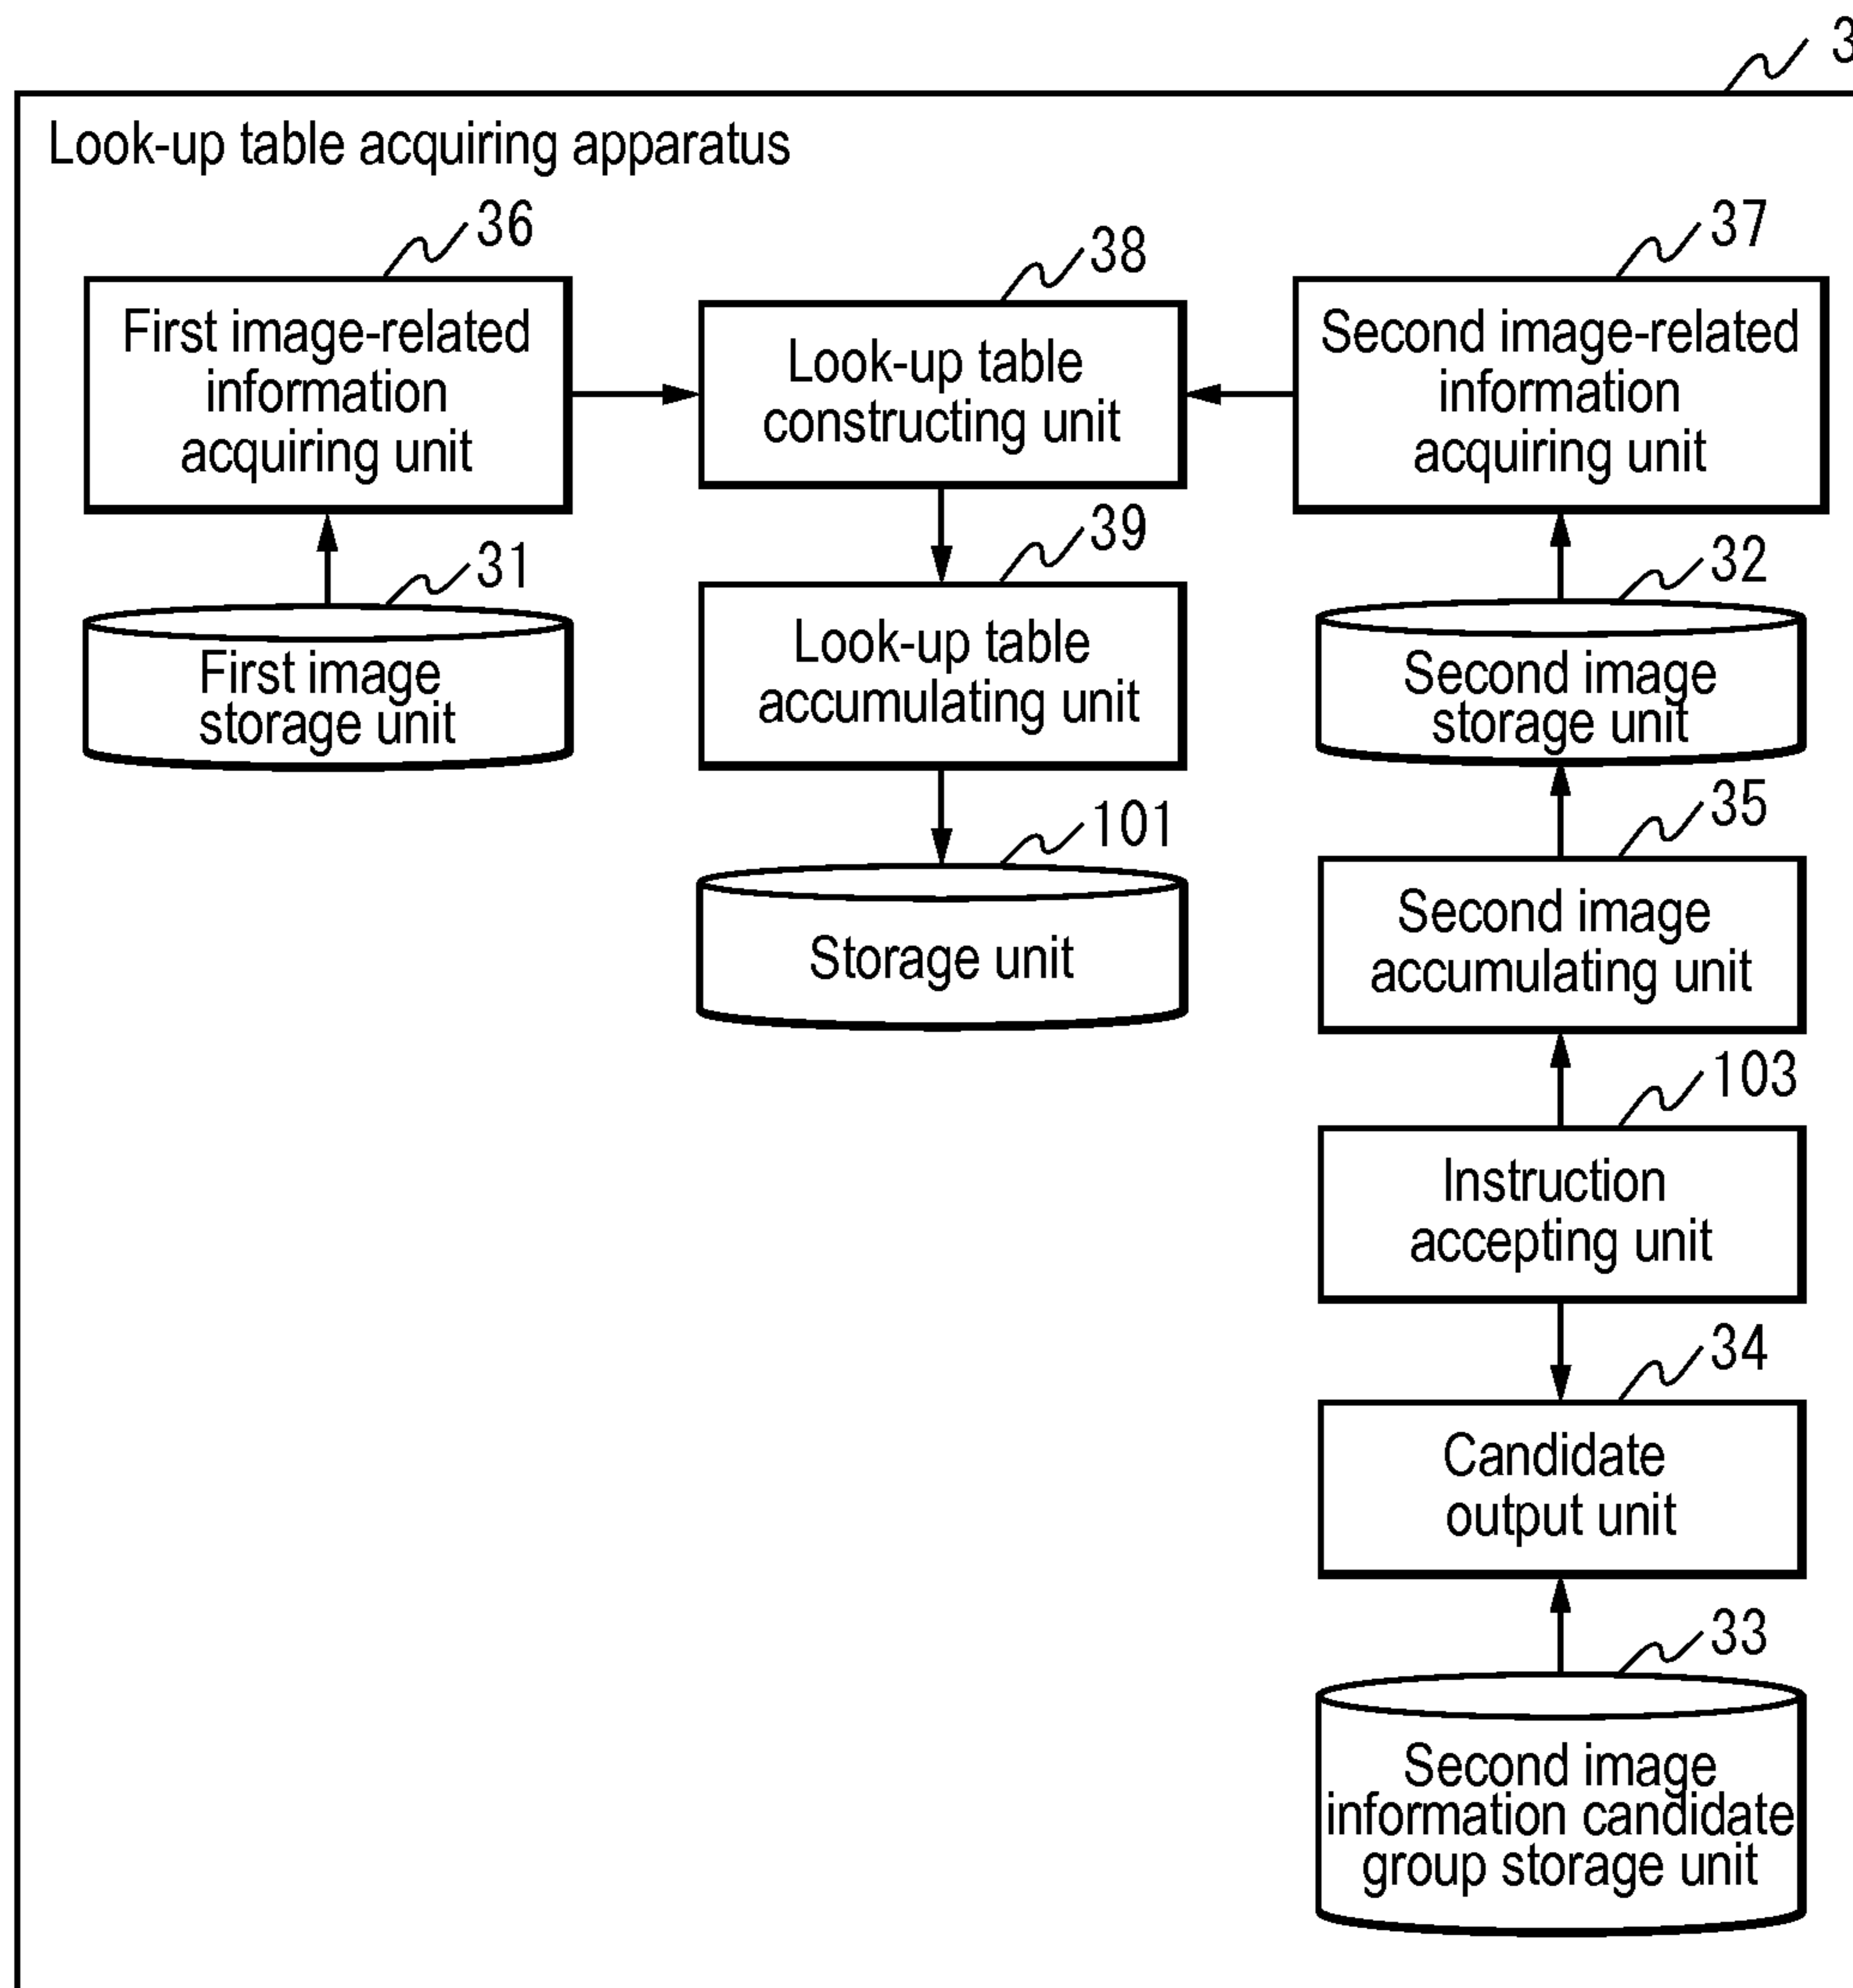 3
Look-up table acquiring apparatus
36
First image-related
information
acquiring unit
38
Look-up table
constructing unit
37
Second image-related
information
acquiring unit
31
First image
storage unit
39
Look-up table
accumulating unit
32
Second image
storage unit
101
Storage unit
35
Second image
accumulating unit
103
Instruction
accepting unit
34
Candidate
output unit
33
Second image
information candidate
group storage unit